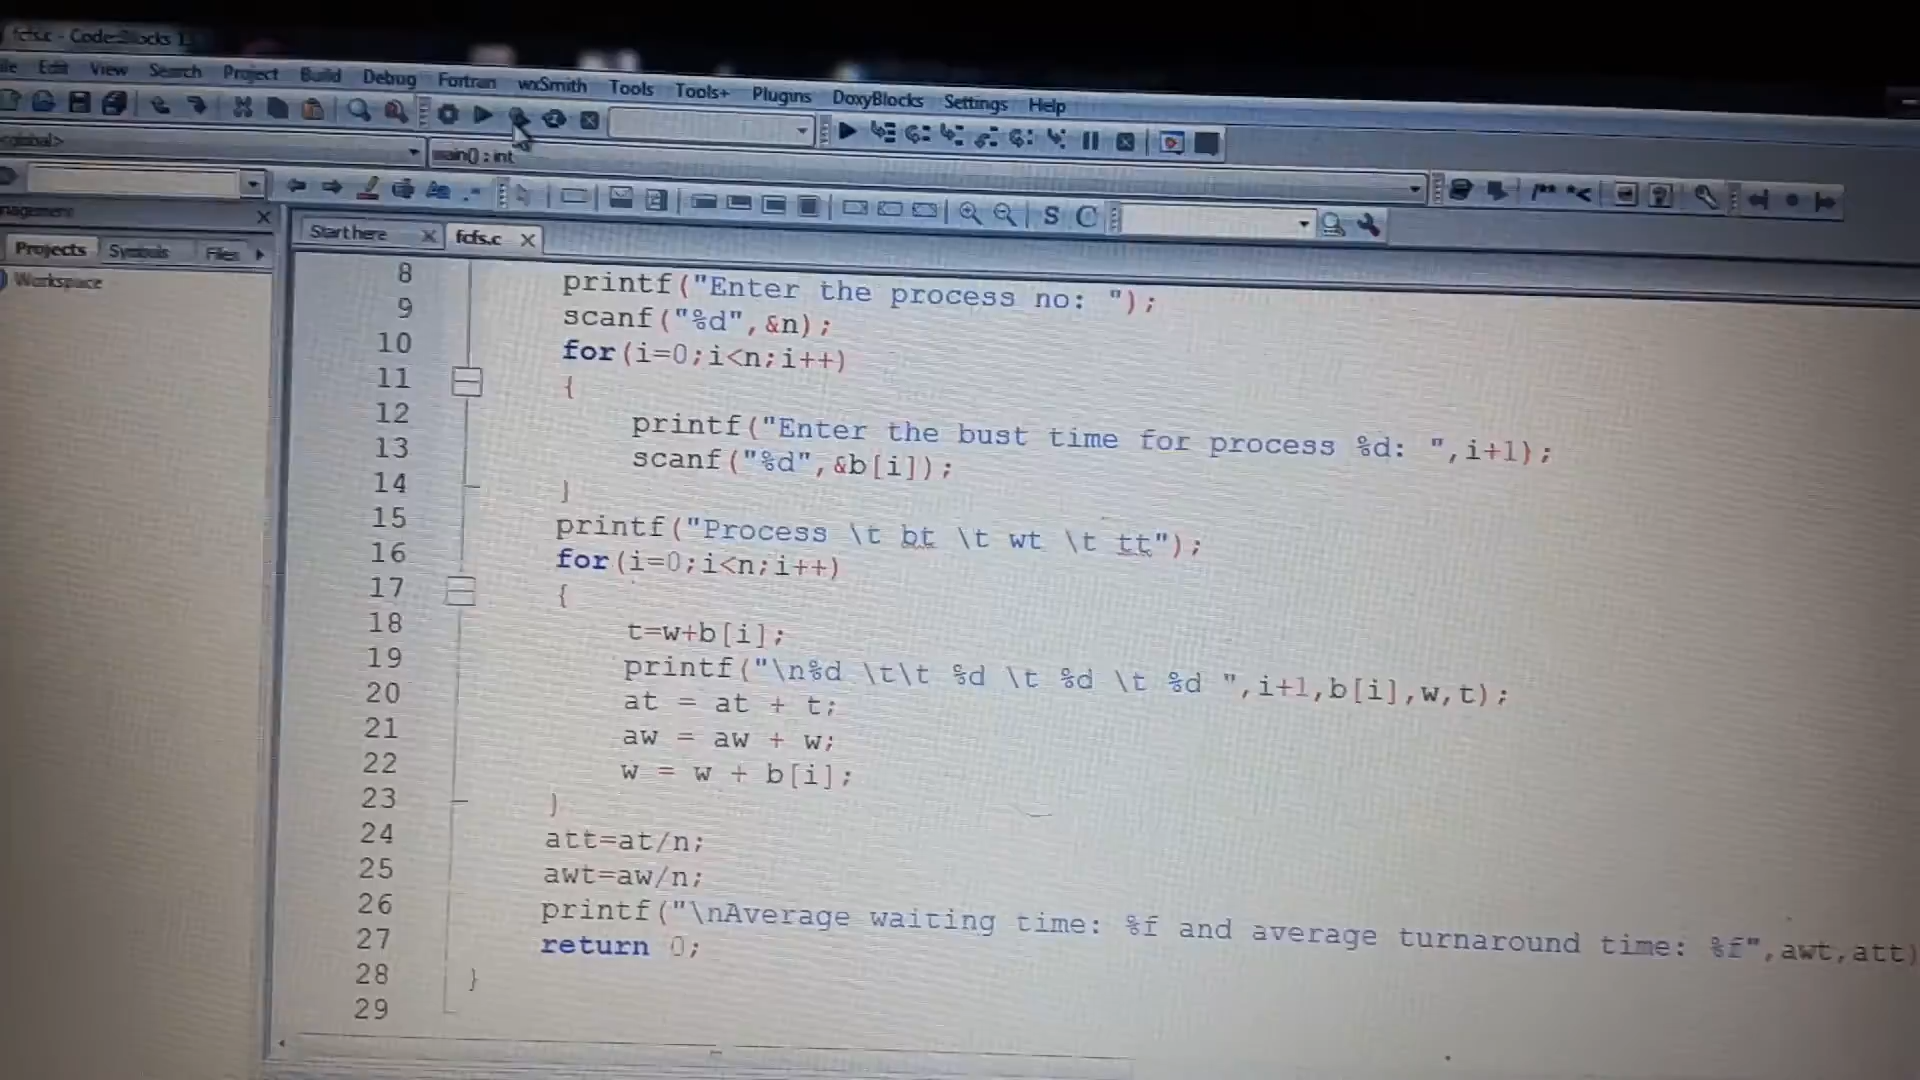 fcfs.c - Code::Blocks 1
Edit View Search Project Build Debug Fortran wxSmith Tools Tools+ Plugins DoxyBlocks Settings Help
<global>
main() : int
S C
Projects Symbols Files
Workspace
Start here fcfs.c
8 printf("Enter the process no: ");
9 scanf("%d",&n);
10 for(i=0;i<n;i++)
11 {
12 printf("Enter the bust time for process %d: ",i+1);
13 scanf("%d",&b[i]);
14 }
15 printf("Process \t bt \t wt \t tt");
16 for(i=0;i<n;i++)
17 {
18 t=w+b[i];
19 printf("\n%d \t\t %d \t %d \t %d ",i+1,b[i],w,t);
20 at = at + t;
21 aw = aw + w;
22 w = w + b[i];
23 }
24 att=at/n;
25 awt=aw/n;
26 printf("\nAverage waiting time: %f and average turnaround time: %f",awt,att)
27 return 0;
28 }
29